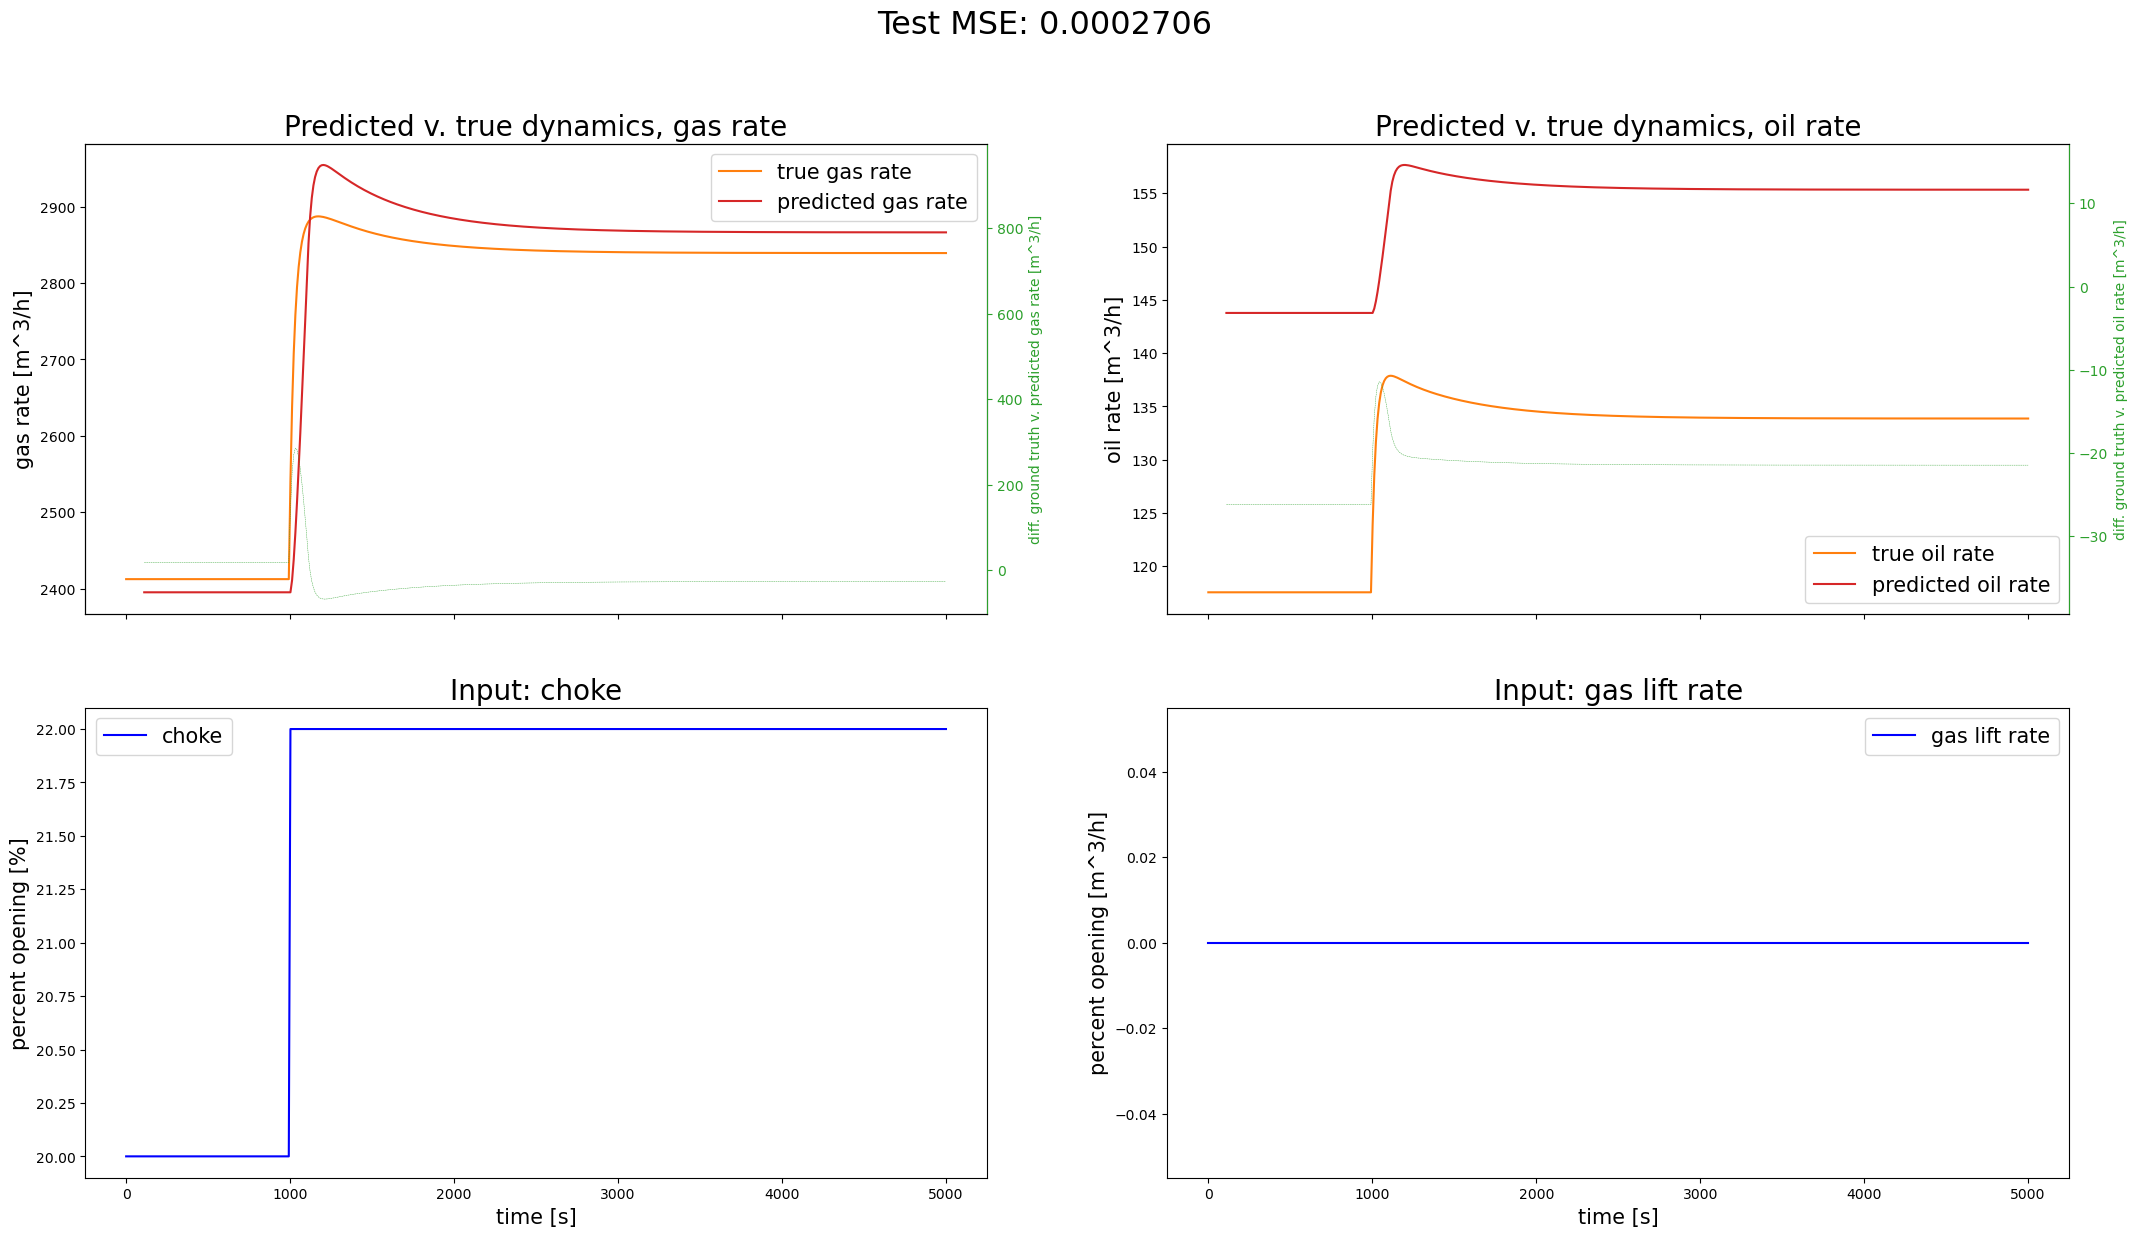 Test MSE: 0.0002706
Predicted v. true dynamics, gas rate
true gas rate
predicted gas rate
gas rate [m^3/h]
2900
2800
2700
2600
2500
2400
800
600
400
200
0
diff. ground truth v. predicted gas rate [m^3/h]
Predicted v. true dynamics, oil rate
oil rate [m^3/h]
155
150
145
140
135
130
125
120
10
0
−10
−20
−30
diff. ground truth v. predicted oil rate [m^3/h]
true oil rate
predicted oil rate
Input: choke
choke
percent opening [%]
22.00
21.75
21.50
21.25
21.00
20.75
20.50
20.25
20.00
0 1000 2000 3000 4000 5000
time [s]
Input: gas lift rate
gas lift rate
percent opening [m^3/h]
0.04
0.02
0.00
−0.02
−0.04
0 1000 2000 3000 4000 5000
time [s]